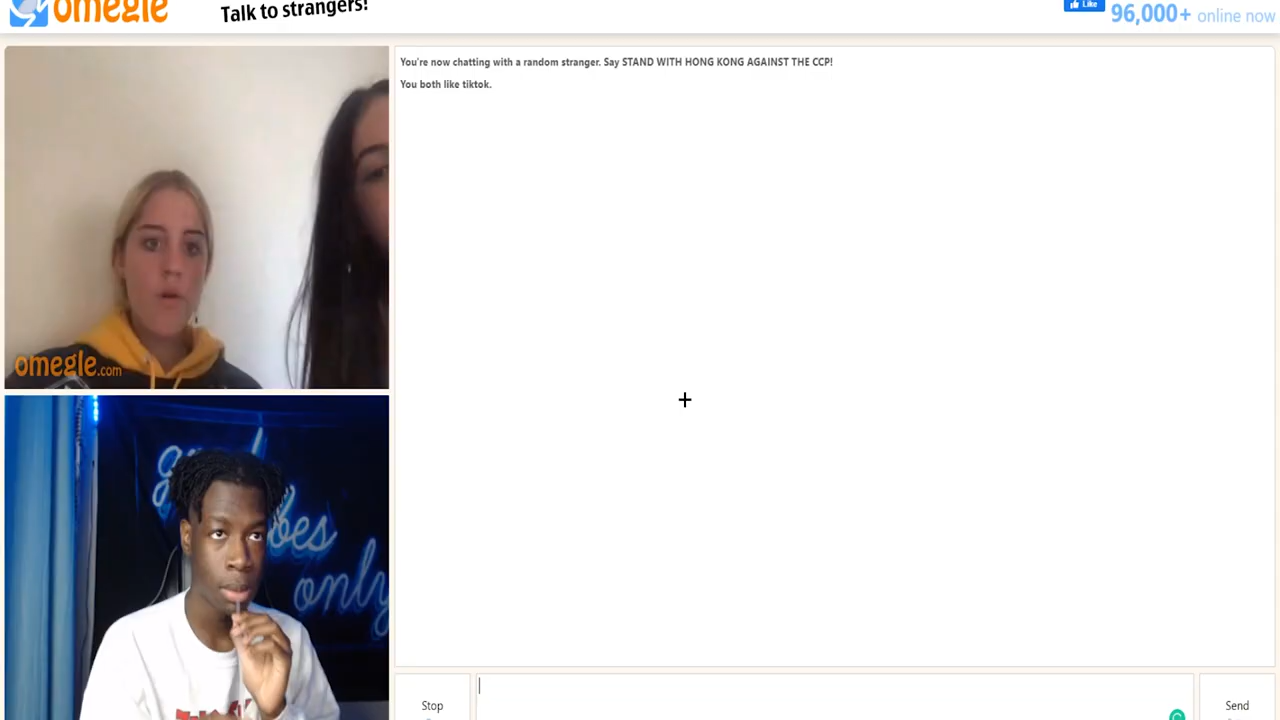 omegle
Talk to strangers!
Like
96,000+ online now
You're now chatting with a random stranger. Say STAND WITH HONG KONG AGAINST THE CCP!
You both like tiktok.
omegle.com
only
Stop
Send